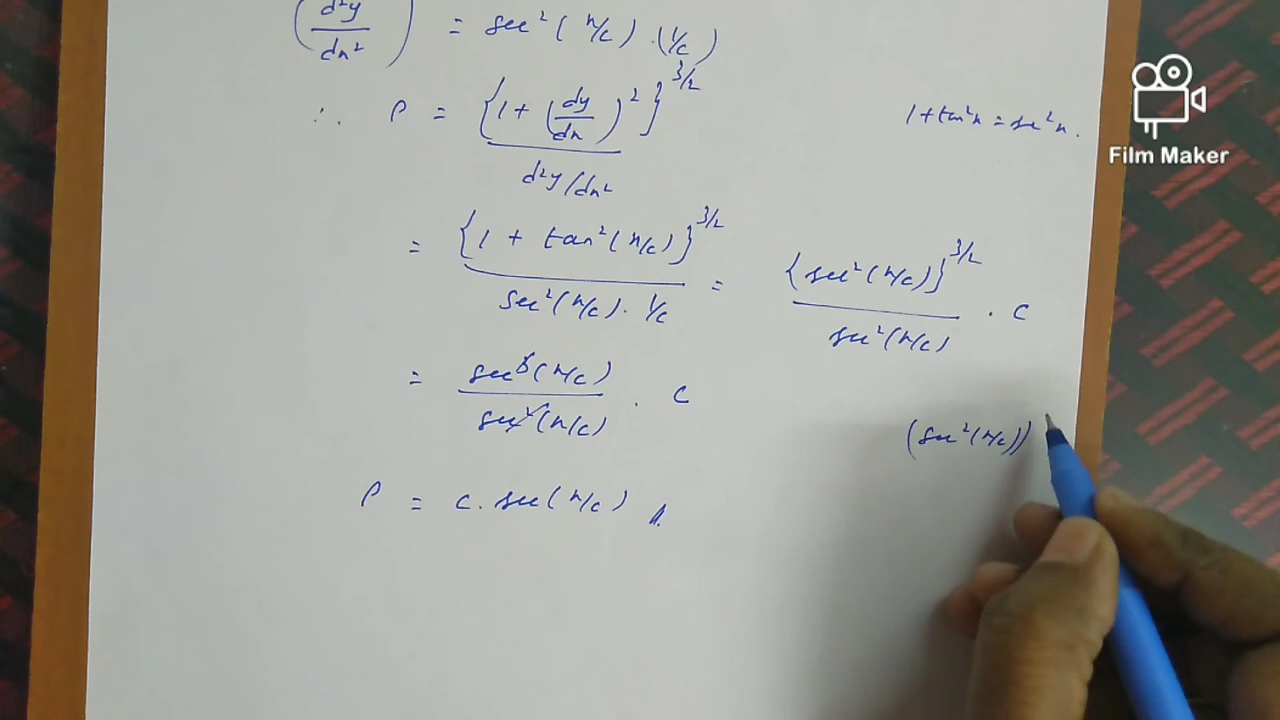 (d²y/dx²) = sec²(x/c) · (1/c)
∴ ρ = {1 + (dy/dx)²}^3/2 / d²y/dx²
1 + tan²x = sec²x.
Film Maker
= {1 + tan²(x/c)}^3/2 / sec²(x/c) · 1/c = {sec²(x/c)}^3/2 / sec²(x/c) · c
= sec³(x/c) / sec²(x/c) · c
(sec²(x/c))
ρ = c. sec(x/c)